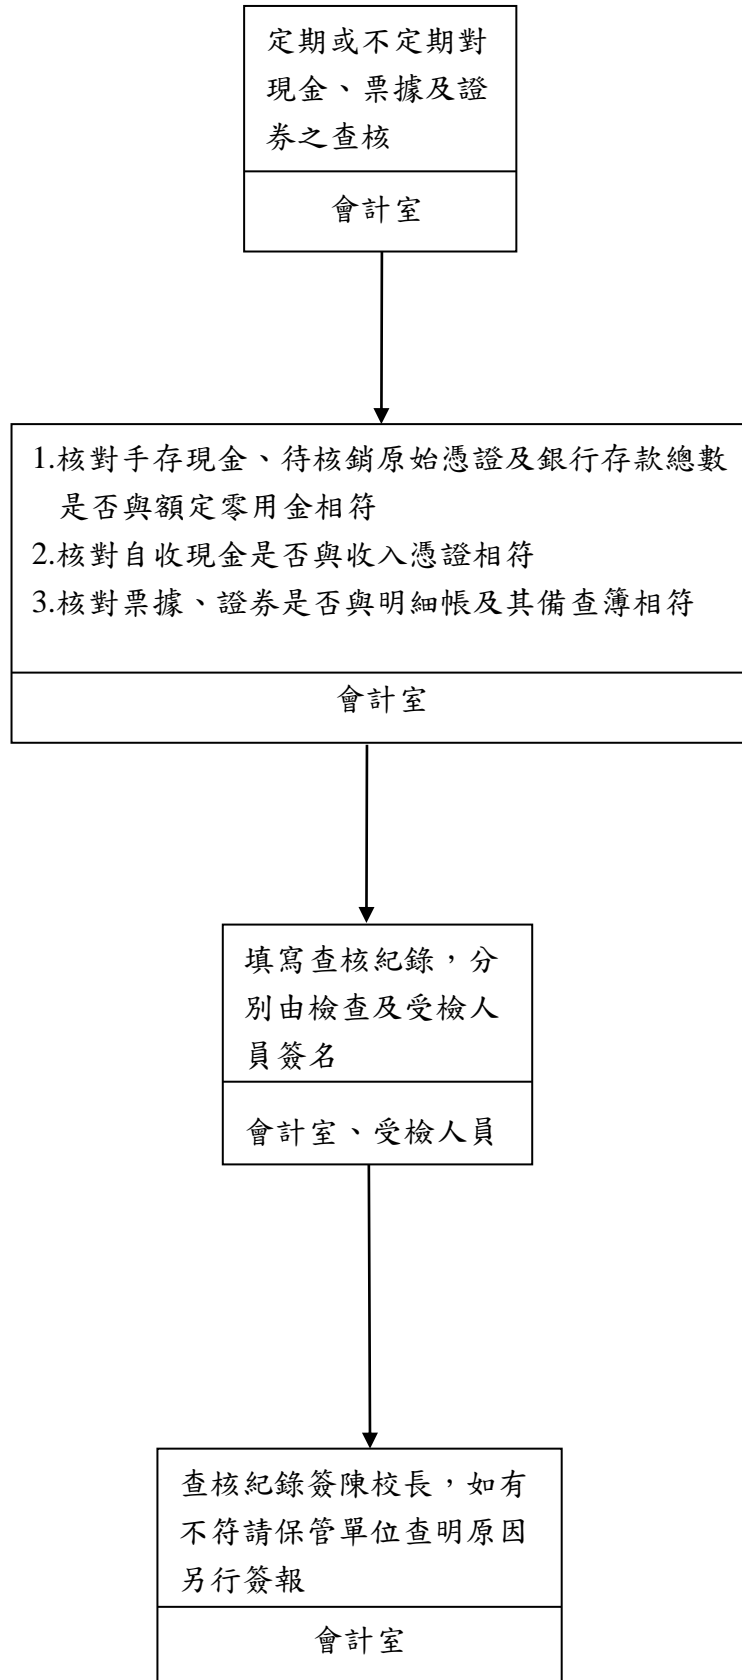 定期或不定期對
現金、票據及證
券之查核
會計室
1.核對手存現金、待核銷原始憑證及銀行存款總數
是否與額定零用金相符
2.核對自收現金是否與收入憑證相符
3.核對票據、證券是否與明細帳及其備查簿相符
會計室
填寫查核紀錄，分
別由檢查及受檢人
員簽名
會計室、受檢人員
查核紀錄簽陳校長，如有
不符請保管單位查明原因
另行簽報
會計室